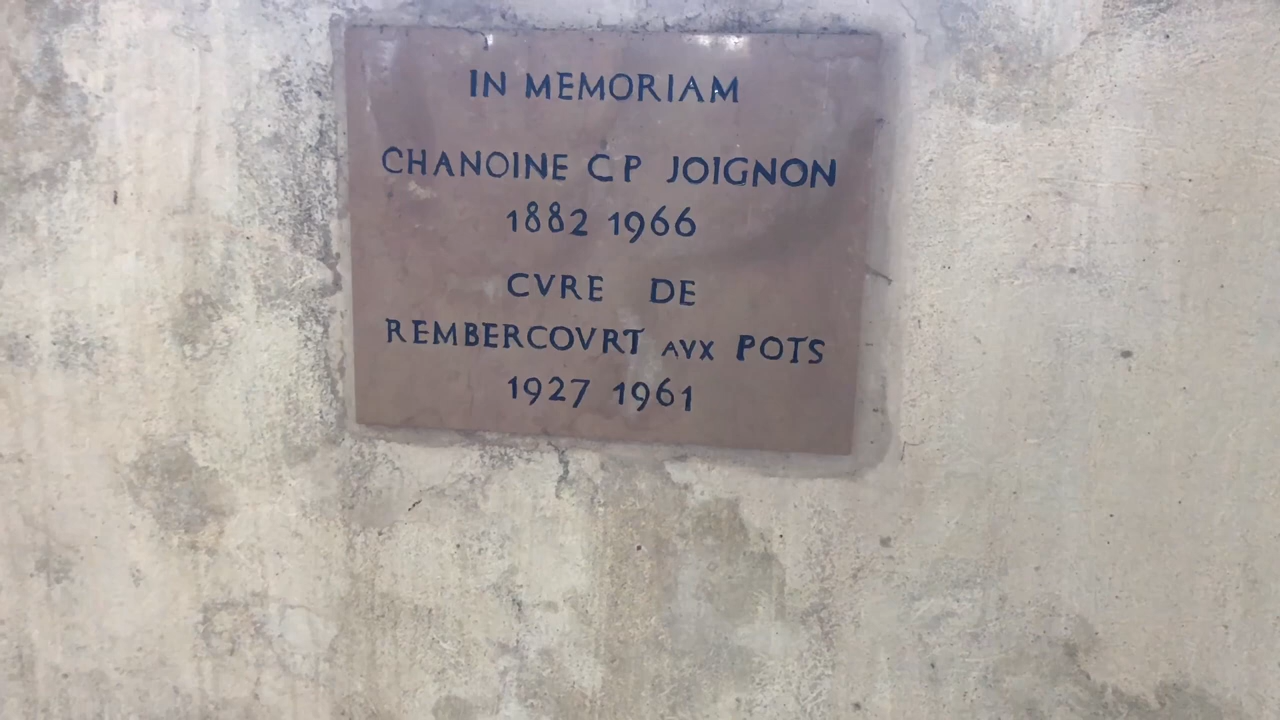 IN MEMORIAM
CHANOINE C P JOIGNON
1882 1966
CVRE DE
REMBERCOVRT AVX POTS
1927 1961